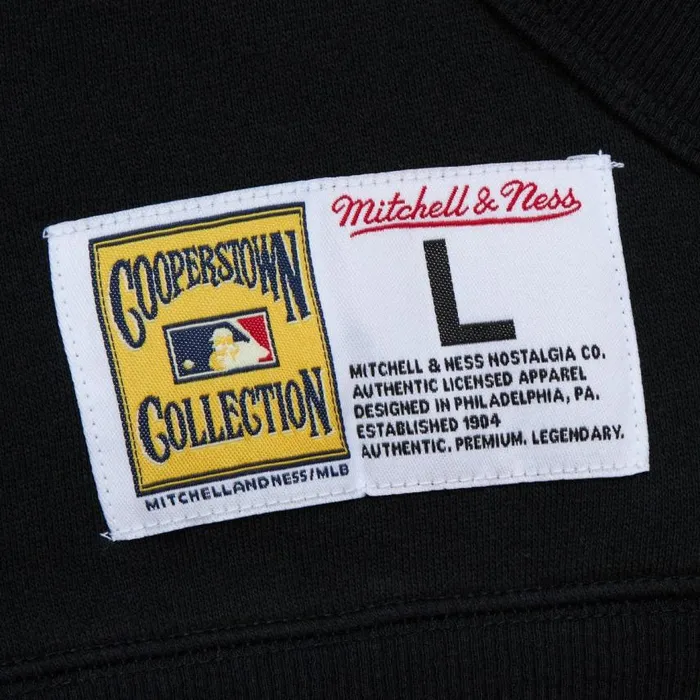 COOPERSTOWN
COLLECTION
MITCHELLANDNESS/MLB
Mitchell & Ness
L
MITCHELL & NESS NOSTALGIA CO.
AUTHENTIC LICENSED APPAREL
DESIGNED IN PHILADELPHIA, PA.
ESTABLISHED 1904
AUTHENTIC. PREMIUM. LEGENDARY.